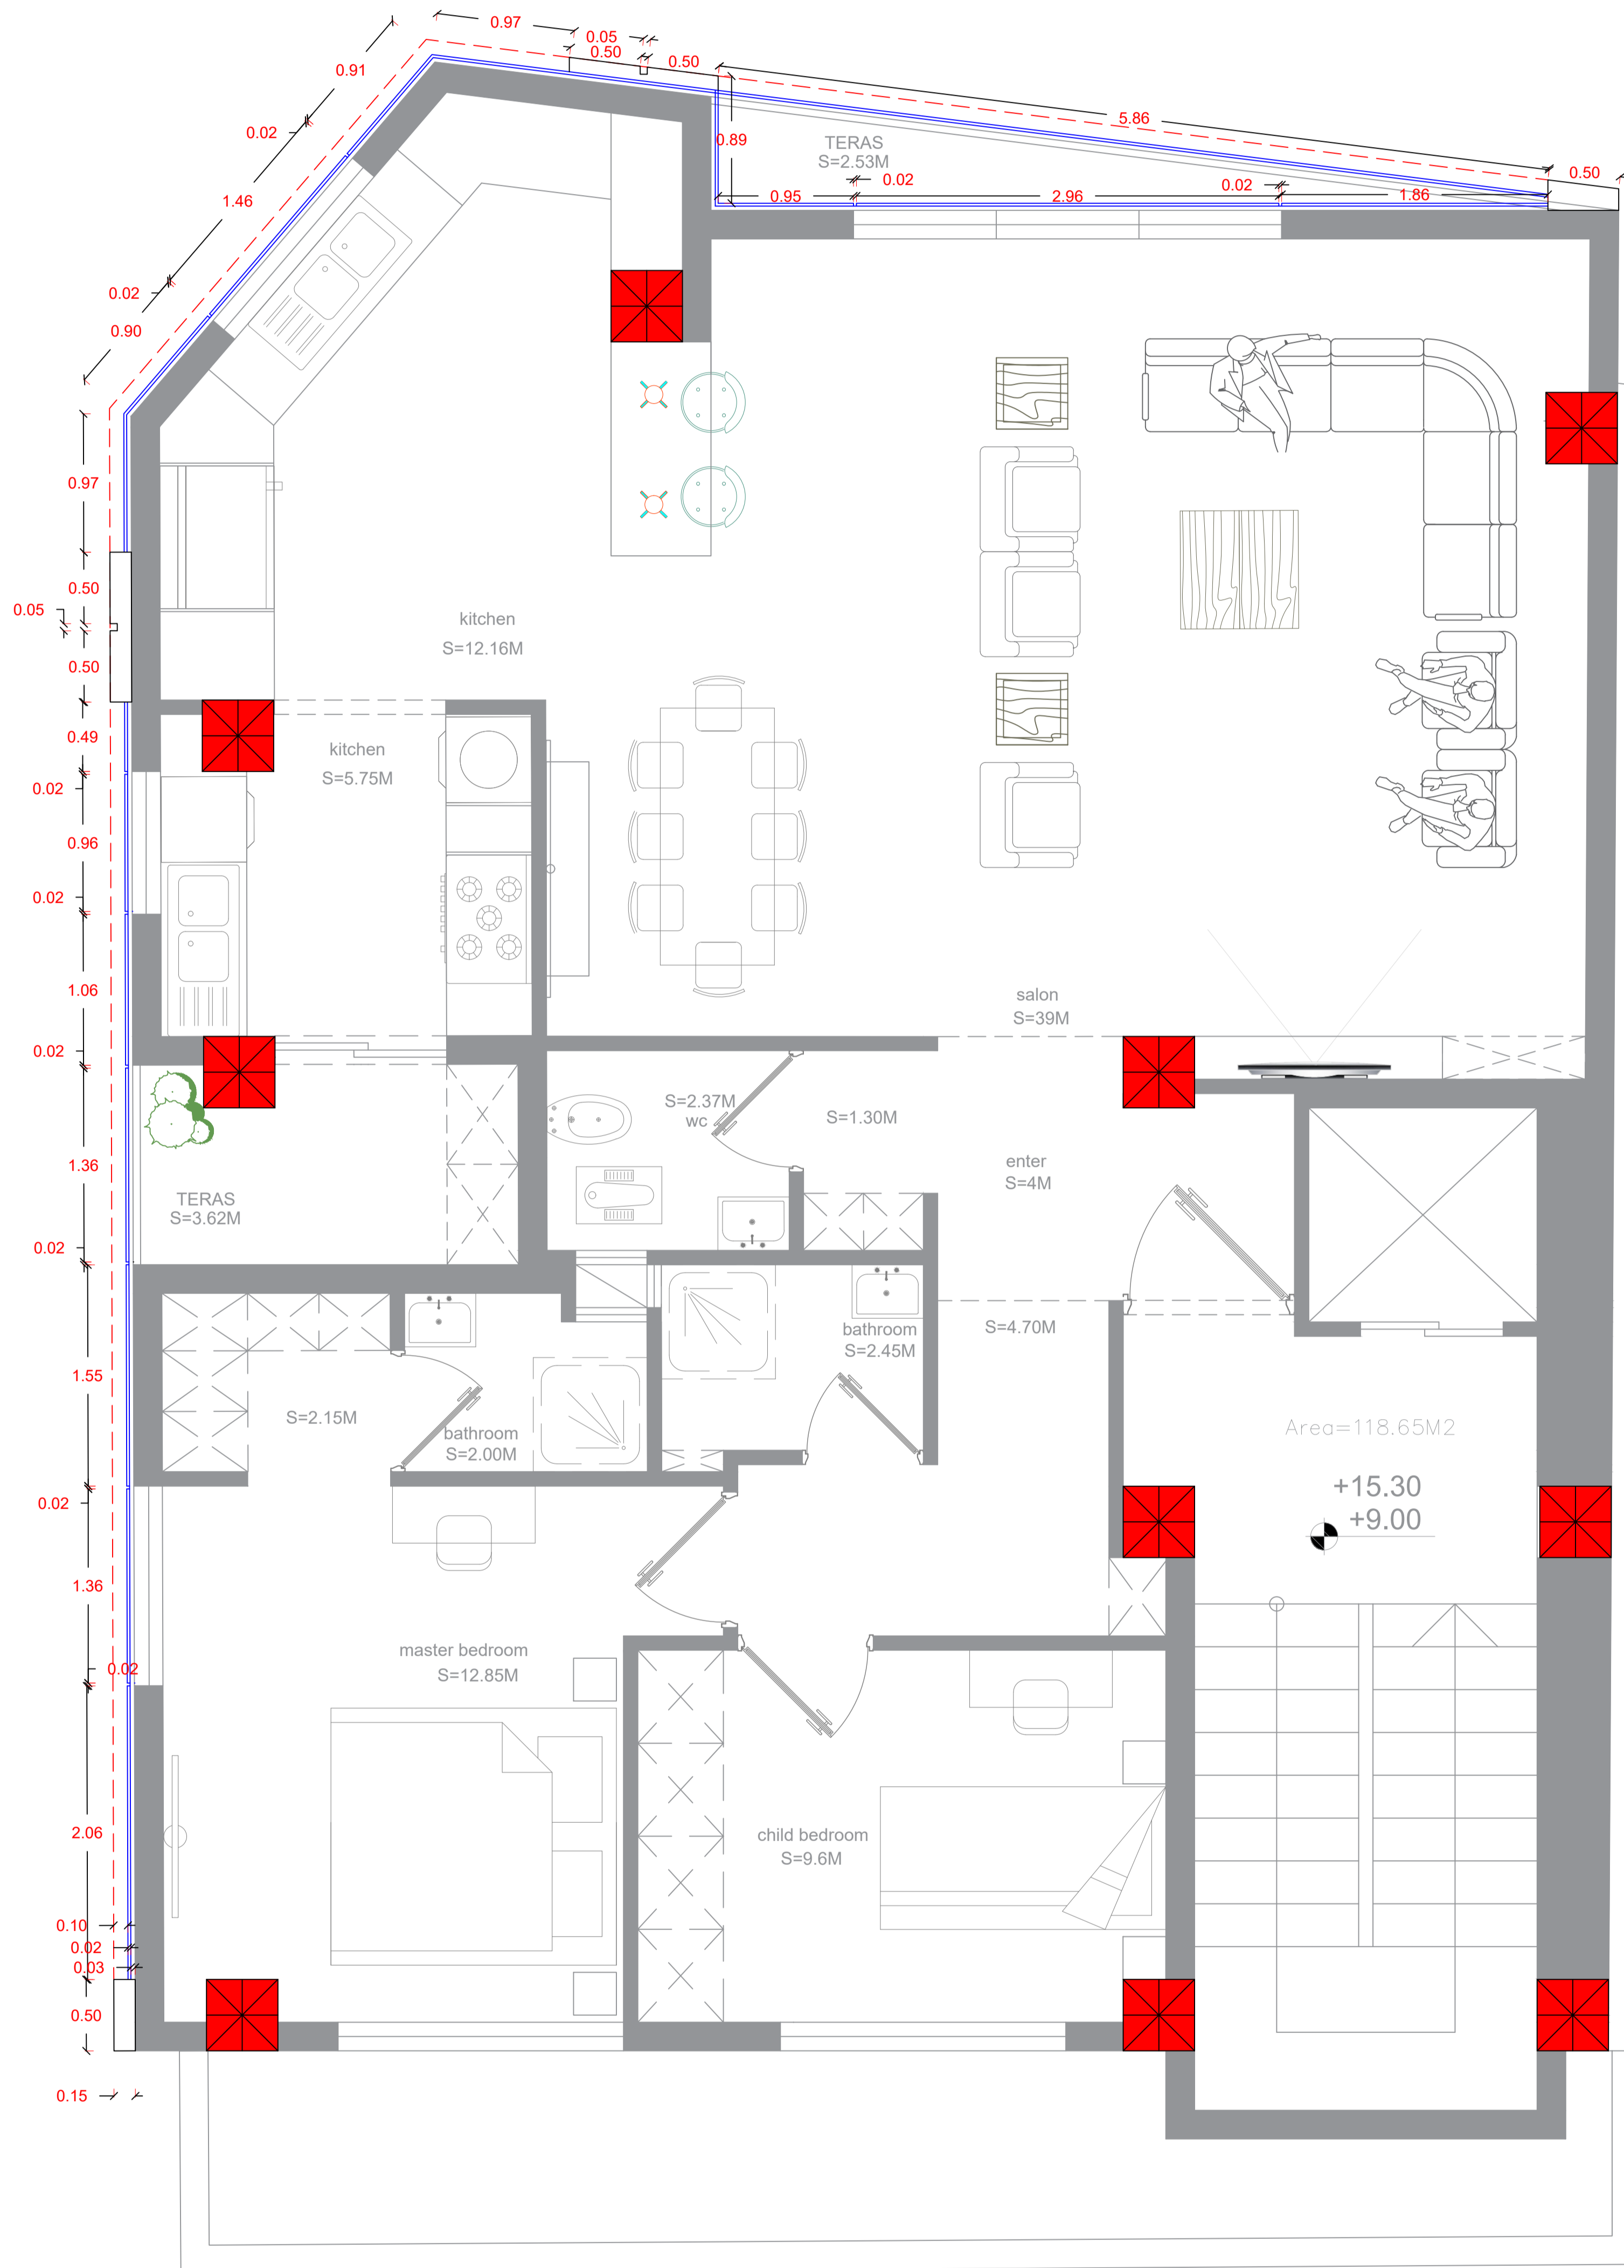 0.97
0.05
0.50
0.50
0.91
0.02
5.86
0.89
TERAS
S=2.53M
0.02
0.02
0.50
0.95
2.96
1.86
1.46
0.02
0.90
0.97
0.50
0.05
0.50
kitchen
S=12.16M
0.49
kitchen
S=5.75M
0.02
0.96
0.02
1.06
salon
S=39M
0.02
S=2.37M
wc
S=1.30M
enter
S=4M
1.36
TERAS
S=3.62M
0.02
bathroom
S=2.45M
S=4.70M
1.55
S=2.15M
bathroom
S=2.00M
Area=118.65M2
+15.30
+9.00
0.02
1.36
master bedroom
S=12.85M
0.02
2.06
child bedroom
S=9.6M
0.10
0.02
0.03
0.50
0.15